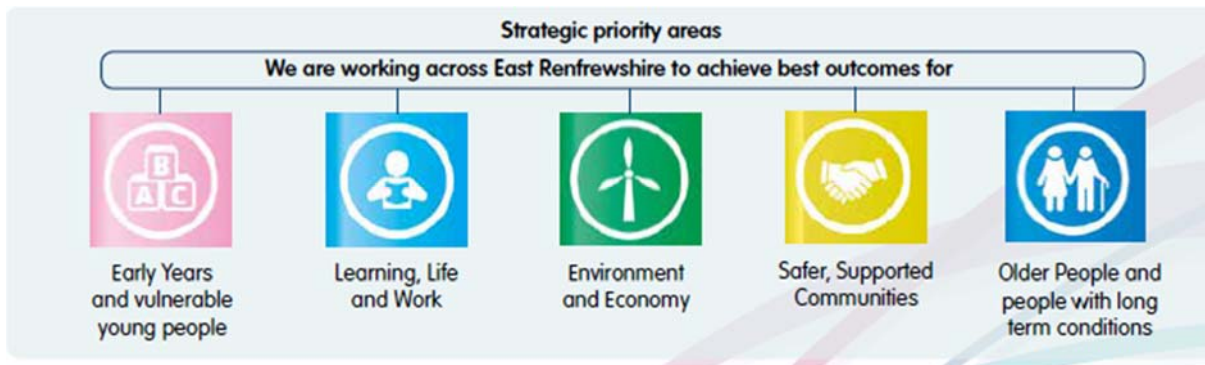 Strategic priority areas
We are working across East Renfrewshire to achieve best outcomes for
B
A C
Early Years
and vulnerable
young people
Learning, Life
and Work
Environment
and Economy
Safer, Supported
Communities
Older People and
people with long
term conditions